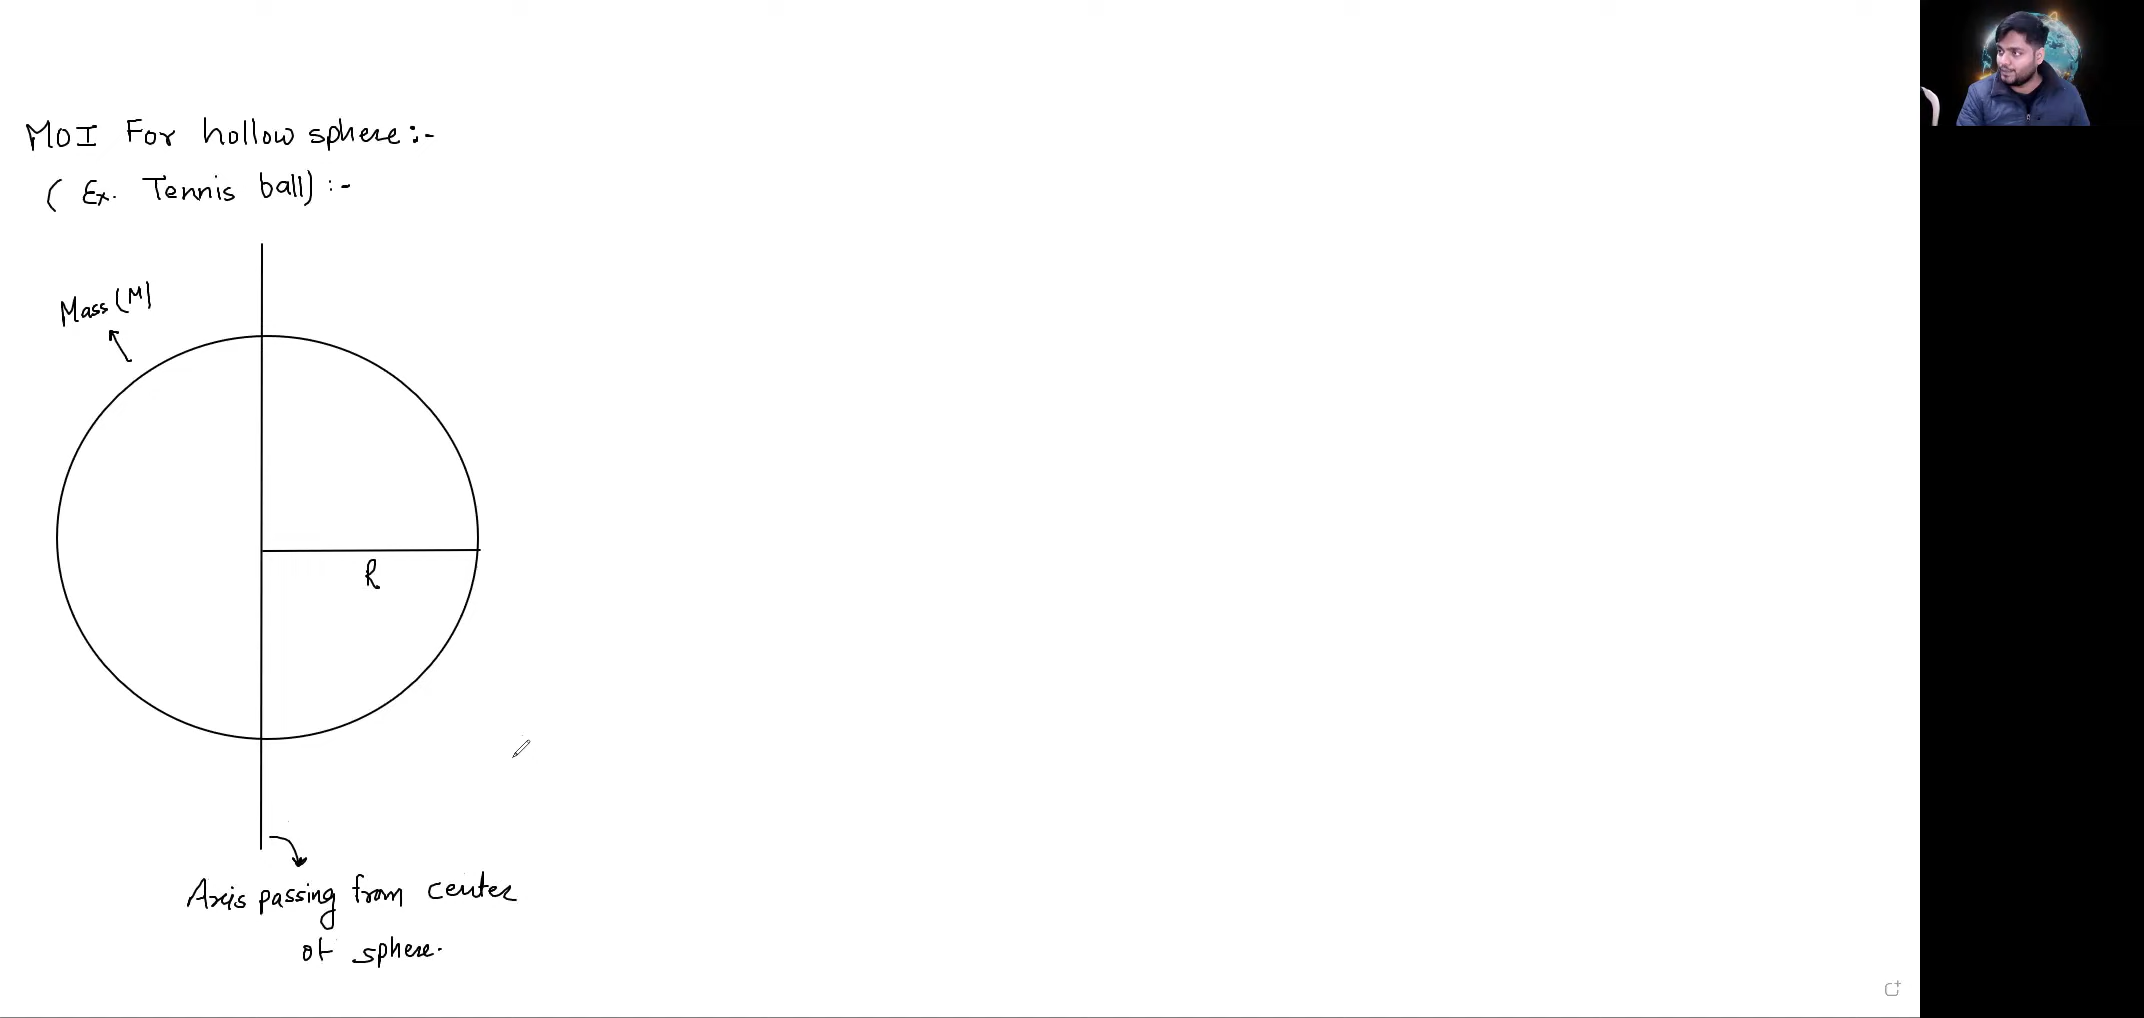 MOI For hollow sphere:-
( Ex. Tennis ball) :-
Mass (M)
R
Axis passing from center
of sphere.